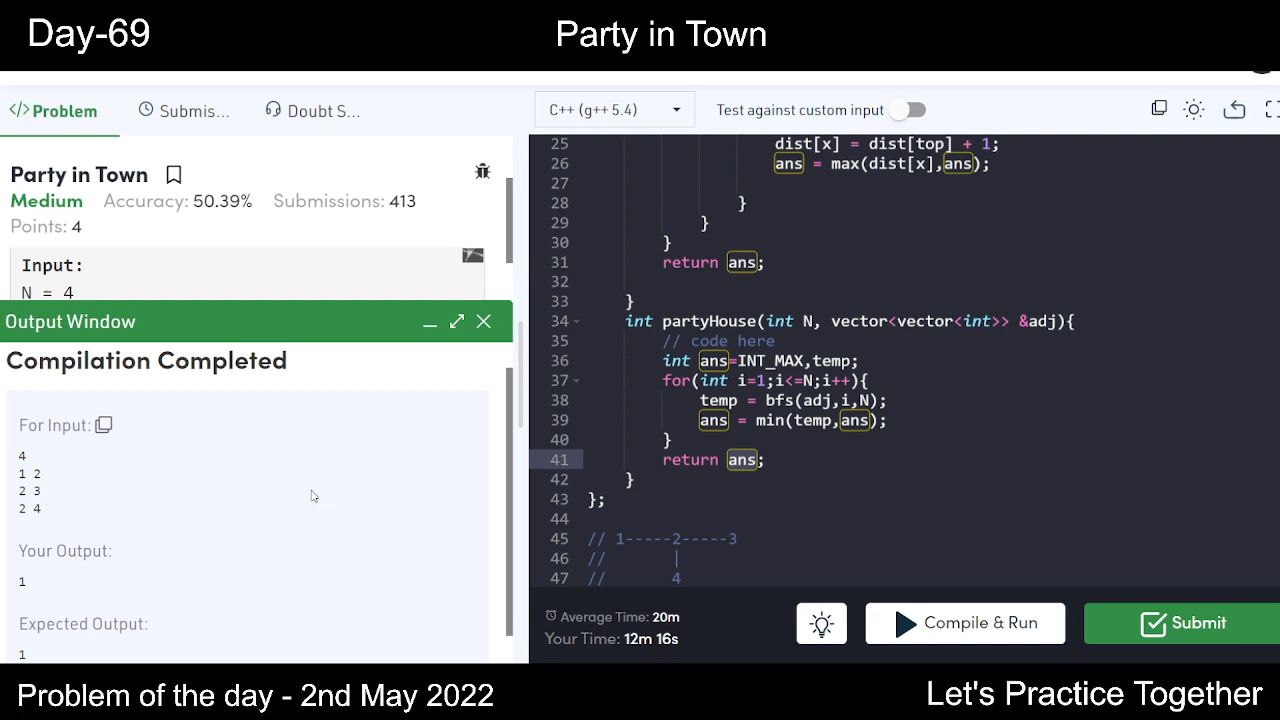 Day-69
Party in Town
</> Problem
Submis...
Doubt S...
Party in Town
Medium Accuracy: 50.39% Submissions: 413
Points: 4
Input:
N = 4
Output Window
Compilation Completed
For Input:
4
1 2
2 3
2 4
Your Output:
1
Expected Output:
1
C++ (g++ 5.4)
Test against custom input
25 dist[x] = dist[top] + 1;
26 ans = max(dist[x],ans);
27
28 }
29 }
30 }
31 return ans;
32
33 }
34 int partyHouse(int N, vector<vector<int>> &adj){
35 // code here
36 int ans=INT_MAX,temp;
37 for(int i=1;i<=N;i++){
38 temp = bfs(adj,i,N);
39 ans = min(temp,ans);
40 }
41 return ans;
42 }
43 };
44
45 // 1-----2-----3
46 // |
47 // 4
Average Time: 20m
Your Time: 12m 16s
Compile & Run
Submit
Problem of the day - 2nd May 2022
Let's Practice Together